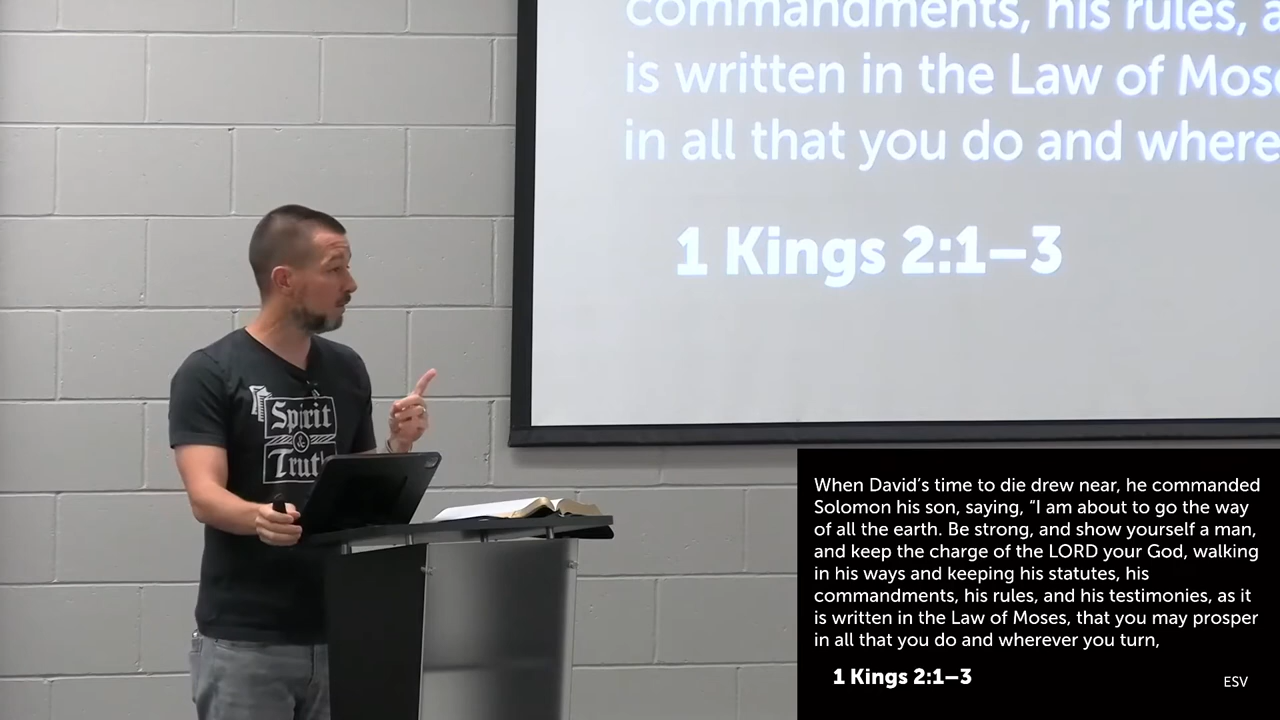 commandments, his rules, a
is written in the Law of Mos
in all that you do and where
1 Kings 2:1–3
Spirit
&
Truth
When David’s time to die drew near, he commanded
Solomon his son, saying, “I am about to go the way
of all the earth. Be strong, and show yourself a man,
and keep the charge of the LORD your God, walking
in his ways and keeping his statutes, his
commandments, his rules, and his testimonies, as it
is written in the Law of Moses, that you may prosper
in all that you do and wherever you turn,
1 Kings 2:1–3
ESV